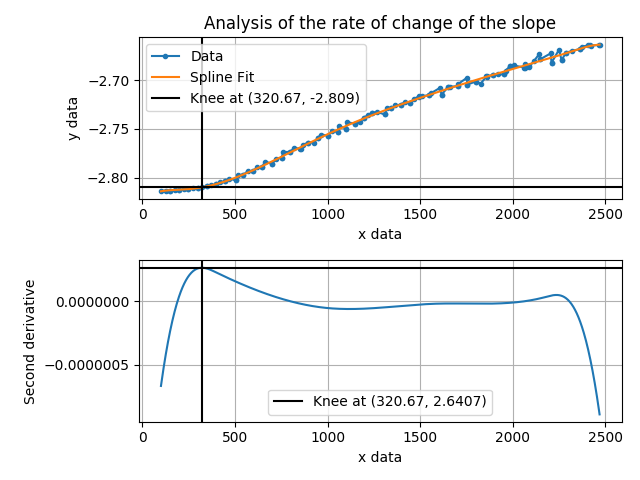 Analysis of the rate of change of the slope
Data
Spline Fit
Knee at (320.67, -2.809)
y data
−2.70
−2.75
−2.80
0 500 1000 1500 2000 2500
x data
Second derivative
0.0000000
−0.0000005
Knee at (320.67, 2.6407)
0 500 1000 1500 2000 2500
x data